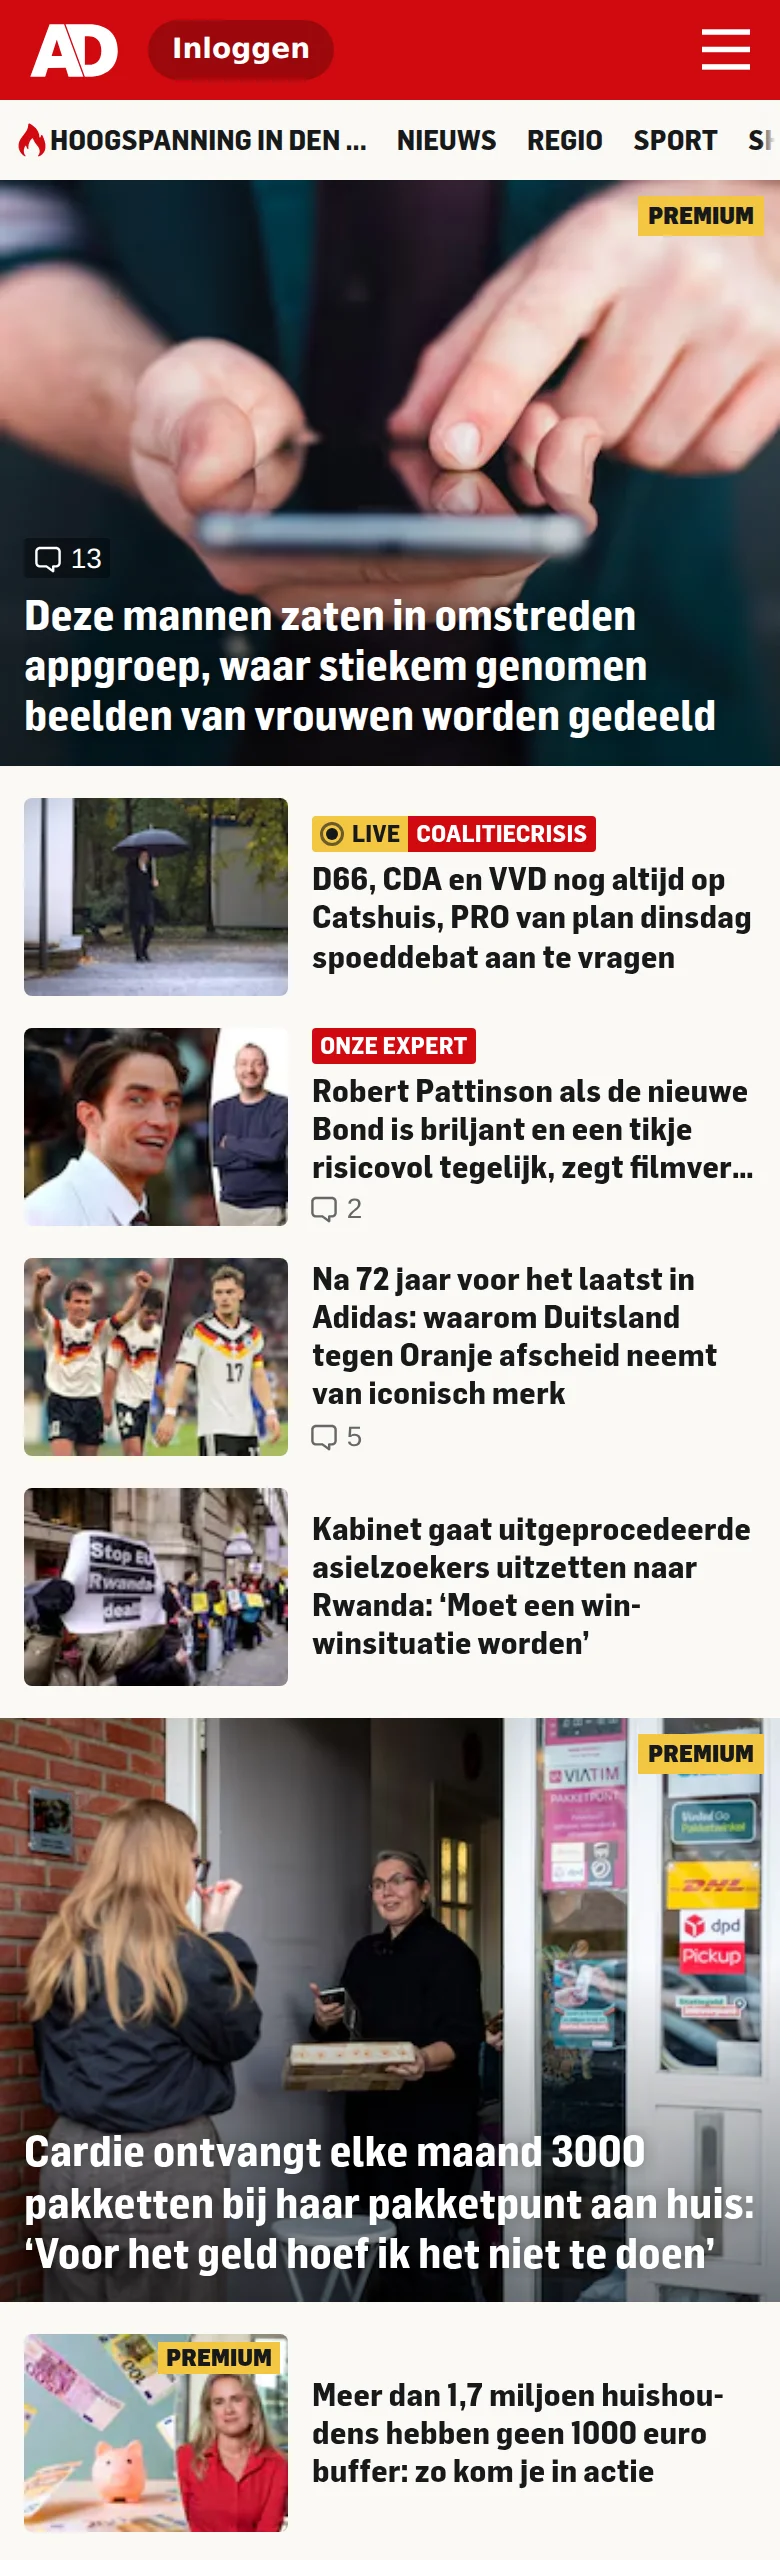 AD
Inloggen
HOOGSPANNING IN DEN ...
NIEUWS
REGIO
SPORT
PREMIUM
13
Deze mannen zaten in omstreden
appgroep, waar stiekem genomen
beelden van vrouwen worden gedeeld
LIVE COALITIECRISIS
D66, CDA en VVD nog altijd op
Catshuis, PRO van plan dinsdag
spoeddebat aan te vragen
ONZE EXPERT
Robert Pattinson als de nieuwe
Bond is briljant en een tikje
risicovol tegelijk, zegt filmver...
2
Na 72 jaar voor het laatst in
Adidas: waarom Duitsland
tegen Oranje afscheid neemt
van iconisch merk
17
5
Stop EU
Rwanda
deal
Kabinet gaat uitgeprocedeerde
asielzoekers uitzetten naar
Rwanda: ‘Moet een win-
winsituatie worden’
PREMIUM
VIATIM
PAKKETPUNT
Vinted Go
DHL
dpd
Pickup
Cardie ontvangt elke maand 3000
pakketten bij haar pakketpunt aan huis:
‘Voor het geld hoef ik het niet te doen’
PREMIUM
Meer dan 1,7 miljoen huishou-
dens hebben geen 1000 euro
buffer: zo kom je in actie